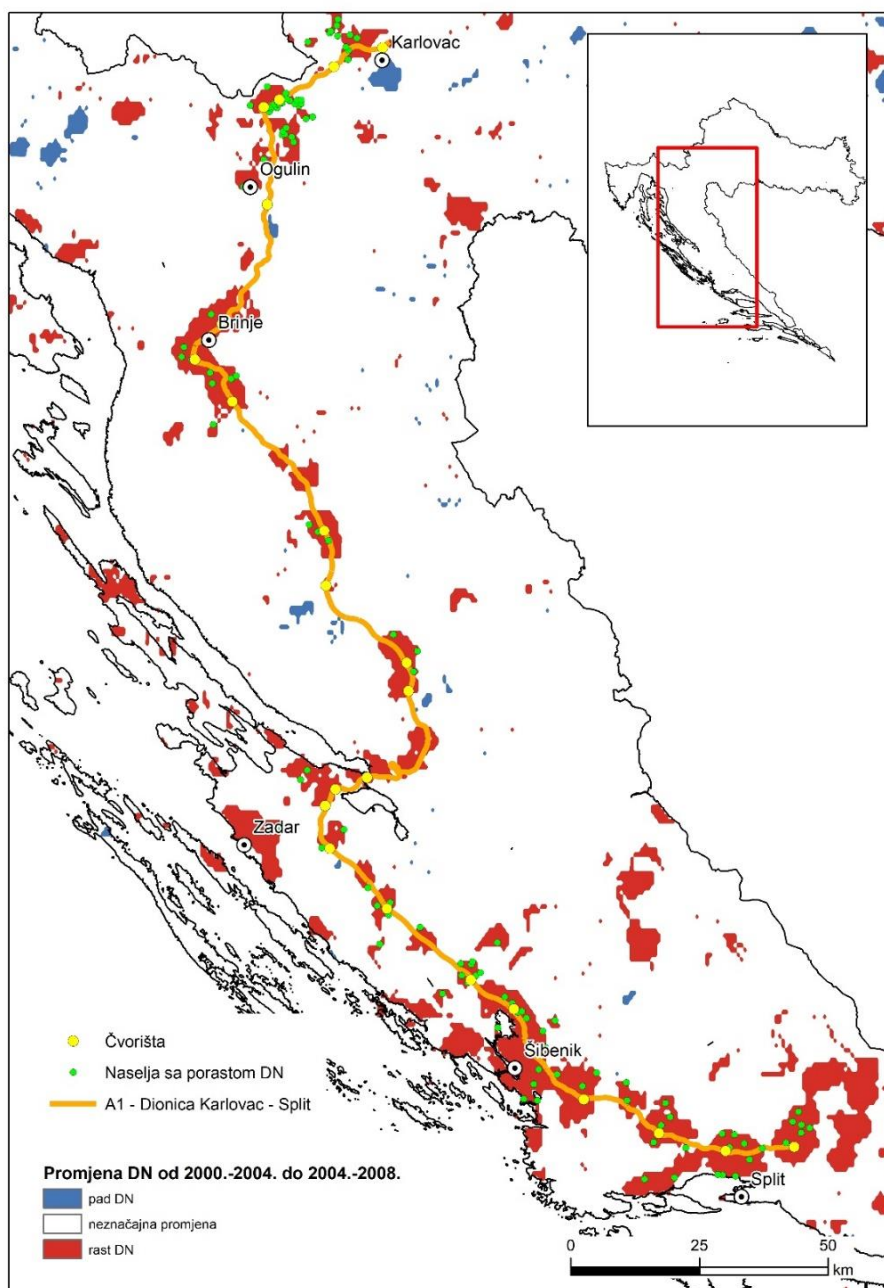 Karlovac
Ogulin
Brinje
Zadar
Šibenik
Split
Čvorišta
Naselja sa porastom DN
A1 - Dionica Karlovac - Split
Promjena DN od 2000.-2004. do 2004.-2008.
pad DN
neznačajna promjena
rast DN
0 25 50
km